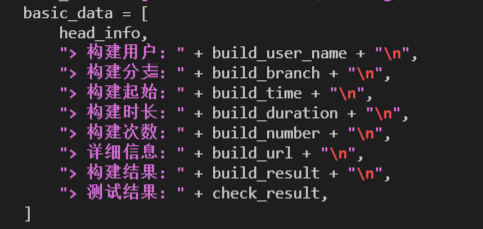 basic_data = [
head_info,
"> 构建用户: " + build_user_name + "\n",
"> 构建分支: " + build_branch + "\n",
"> 构建起始: " + build_time + "\n",
"> 构建时长: " + build_duration + "\n",
"> 构建次数: " + build_number + "\n",
"> 详细信息: " + build_url + "\n",
"> 构建结果: " + build_result + "\n",
"> 测试结果: " + check_result,
]